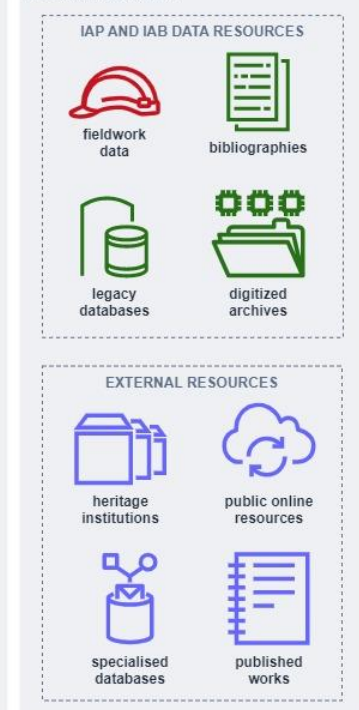 IAP AND IAB DATA RESOURCES
fieldwork
data
bibliographies
legacy
databases
digitized
archives
EXTERNAL RESOURCES
heritage
institutions
public online
resources
specialised
databases
published
works